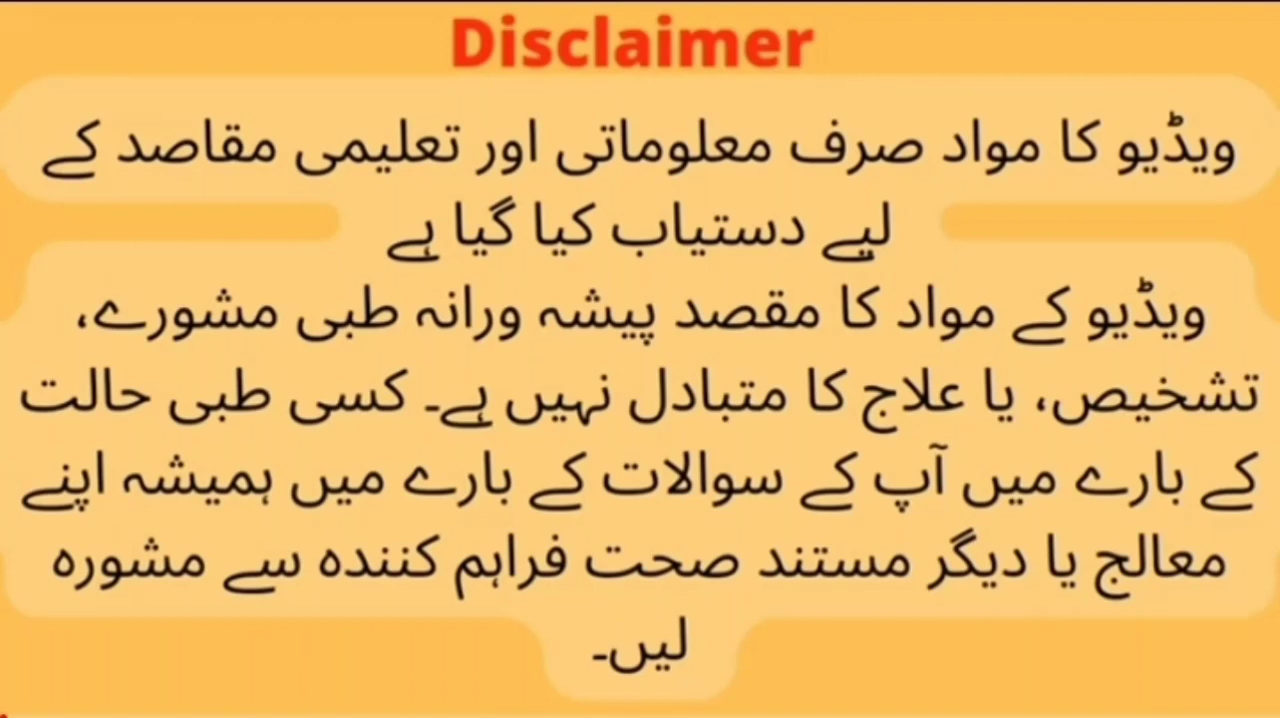 Disclaimer
ویڈیو کا مواد صرف معلوماتی اور تعلیمی مقاصد کے
لیے دستیاب کیا گیا ہے
ویڈیو کے مواد کا مقصد پیشہ ورانہ طبی مشورے،
تشخیص، یا علاج کا متبادل نہیں ہے۔ کسی طبی حالت
کے بارے میں آپ کے سوالات کے بارے میں ہمیشہ اپنے
معالج یا دیگر مستند صحت فراہم کنندہ سے مشورہ
لیں۔